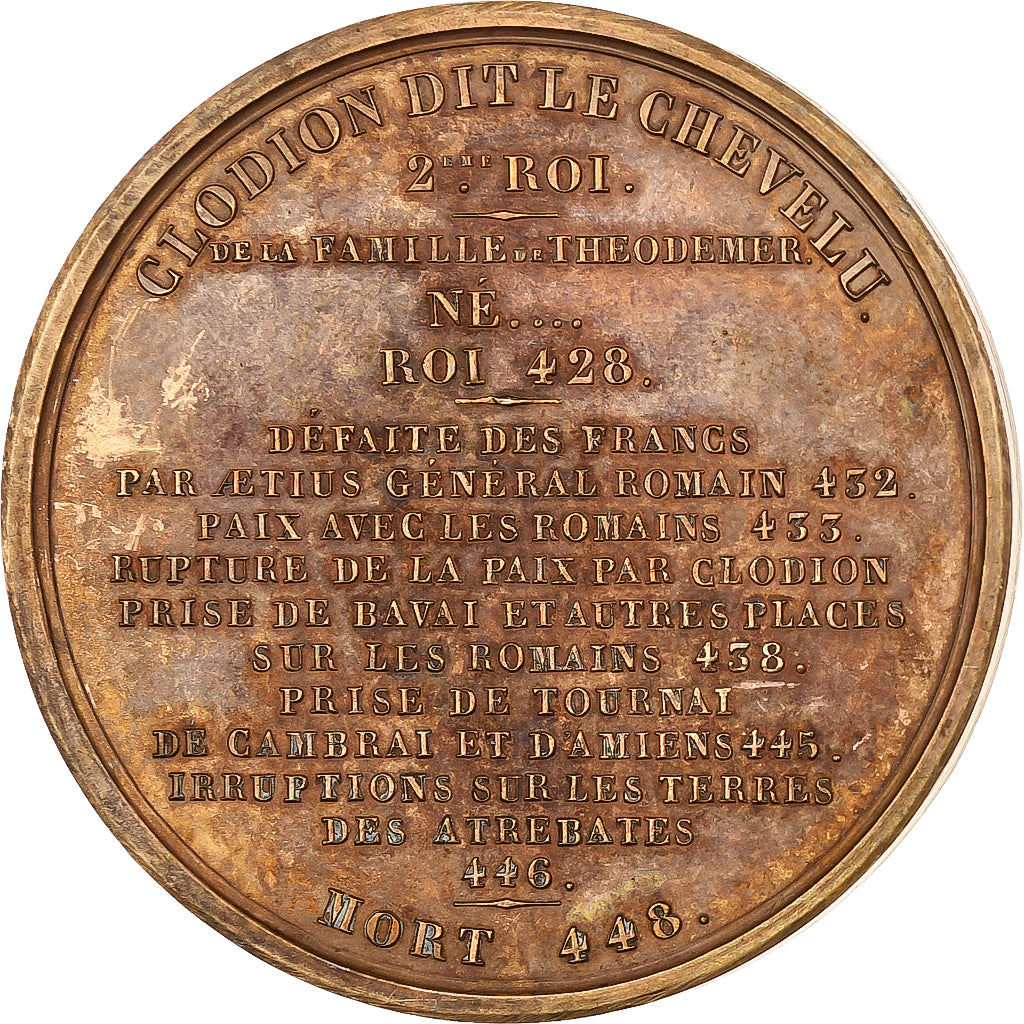 CLODION DIT LE CHEVELU.
2EME. ROI.
DE LA FAMILLE DE THEODEMER.
NÉ....
ROI 428.
DÉFAITE DES FRANCS
PAR ÆTIUS GÉNÉRAL ROMAIN 432.
PAIX AVEC LES ROMAINS 433.
RUPTURE DE LA PAIX PAR CLODION
PRISE DE BAVAI ET AUTRES PLACES
SUR LES ROMAINS 438.
PRISE DE TOURNAI
DE CAMBRAI ET D'AMIENS 445.
IRRUPTIONS SUR LES TERRES
DES ATREBATES
446.
MORT 448.